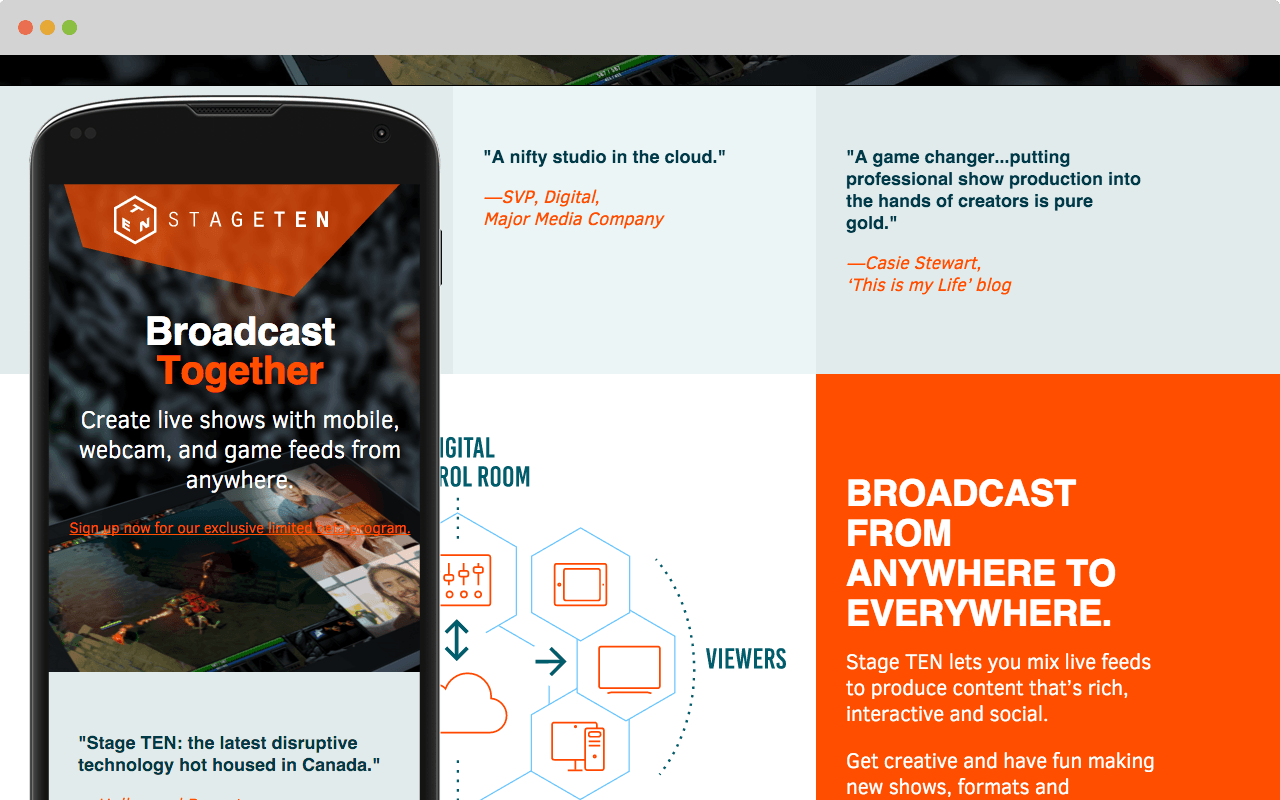 TEN
STAGETEN
Broadcast
Together
Create live shows with mobile,
webcam, and game feeds from
anywhere.
Sign up now for our exclusive limited beta program.
"Stage TEN: the latest disruptive
technology hot housed in Canada."
"A nifty studio in the cloud."
—SVP, Digital,
Major Media Company
"A game changer...putting
professional show production into
the hands of creators is pure
gold."
—Casie Stewart,
‘This is my Life’ blog
IGITAL
ROL ROOM
VIEWERS
BROADCAST
FROM
ANYWHERE TO
EVERYWHERE.
Stage TEN lets you mix live feeds
to produce content that’s rich,
interactive and social.
Get creative and have fun making
new shows, formats and